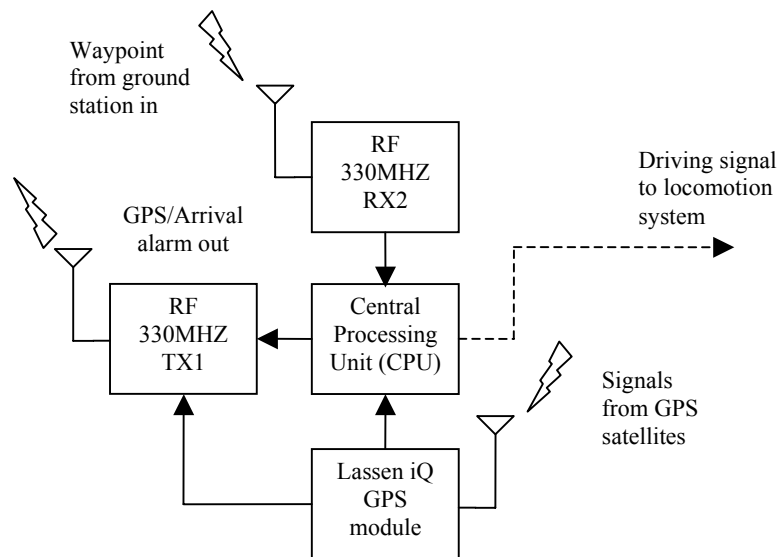 Waypoint
from ground
station in
RF
330MHZ
RX2
Driving signal
to locomotion
system
GPS/Arrival
alarm out
RF
330MHZ
TX1
Central
Processing
Unit (CPU)
Signals
from GPS
satellites
Lassen iQ
GPS
module